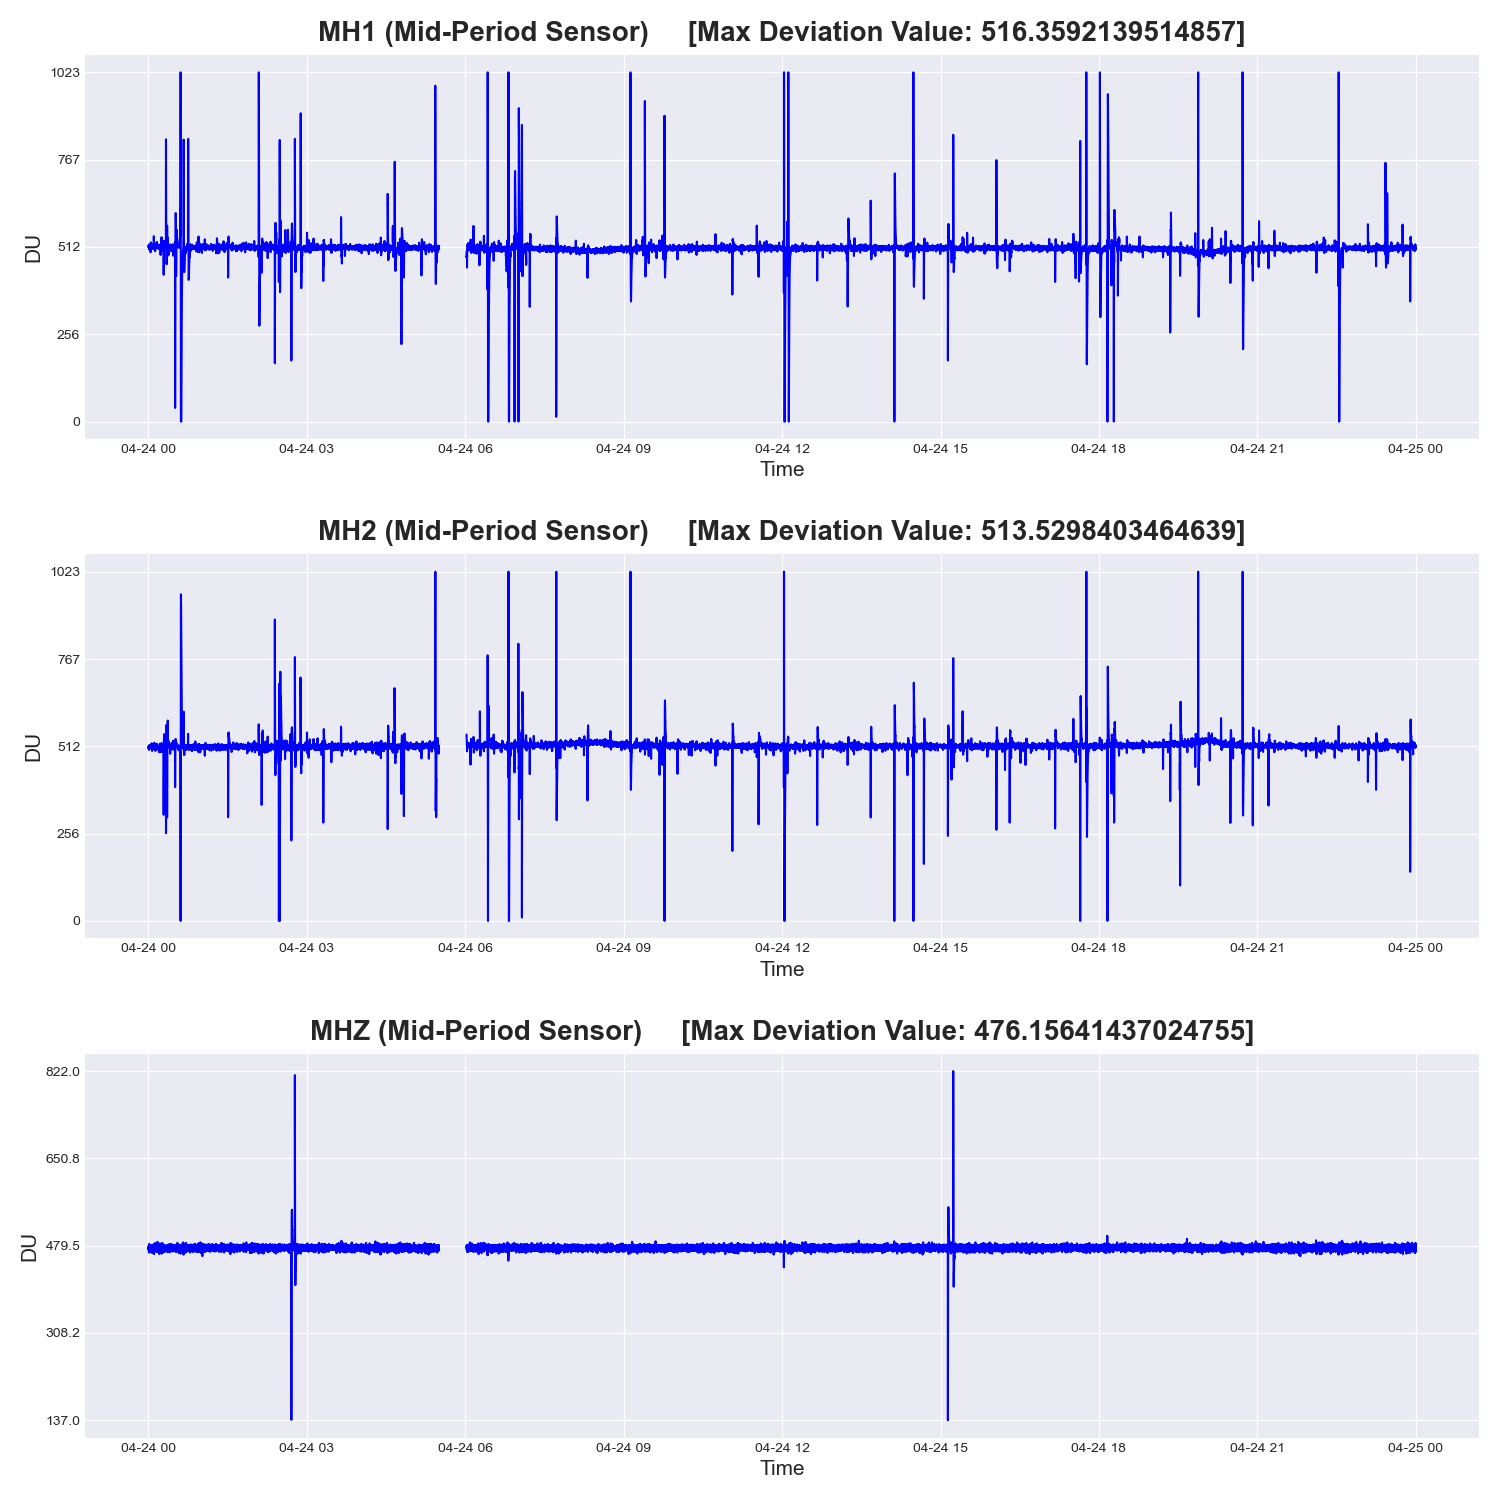 MH1 (Mid-Period Sensor) [Max Deviation Value: 516.3592139514857]
1023
767
512
256
0
DU
04-24 00 04-24 03 04-24 06 04-24 09 04-24 12 04-24 15 04-24 18 04-24 21 04-25 00
Time
MH2 (Mid-Period Sensor) [Max Deviation Value: 513.5298403464639]
1023
767
512
256
0
DU
04-24 00 04-24 03 04-24 06 04-24 09 04-24 12 04-24 15 04-24 18 04-24 21 04-25 00
Time
MHZ (Mid-Period Sensor) [Max Deviation Value: 476.15641437024755]
822.0
650.8
479.5
308.2
137.0
DU
04-24 00 04-24 03 04-24 06 04-24 09 04-24 12 04-24 15 04-24 18 04-24 21 04-25 00
Time